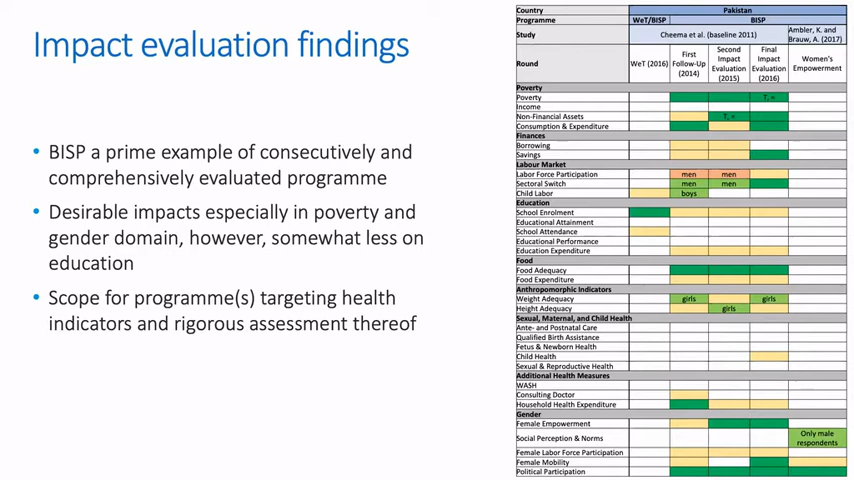 Impact evaluation findings
• BISP a prime example of consecutively and
comprehensively evaluated programme
• Desirable impacts especially in poverty and
gender domain, however, somewhat less on
education
• Scope for programme(s) targeting health
indicators and rigorous assessment thereof
Country Pakistan
Programme WeT/BISP BISP
Study Cheema et al. (baseline 2011) Ambler, K. and Brauw, A. (2017)
Round WeT (2016) First Follow-Up (2014) Second Impact Evaluation (2015) Final Impact Evaluation (2016) Women's Empowerment
Poverty
Poverty T, =
Income
Non-Financial Assets T, =
Consumption & Expenditure
Finances
Borrowing
Savings
Labour Market
Labor Force Participation men men
Sectoral Switch men men
Child Labor boys
Education
School Enrolment
Educational Attainment
School Attendance
Educational Performance
Education Expenditure
Food
Food Adequacy
Food Expenditure
Anthropomorphic Indicators
Weight Adequacy girls girls
Height Adequacy girls
Sexual, Maternal, and Child Health
Ante- and Postnatal Care
Qualified Birth Assistance
Fetus & Newborn Health
Child Health
Sexual & Reproductive Health
Additional Health Measures
WASH
Consulting Doctor
Household Health Expenditure
Gender
Female Empowerment
Social Perception & Norms Only male respondents
Female Labor Force Participation
Female Mobility
Political Participation